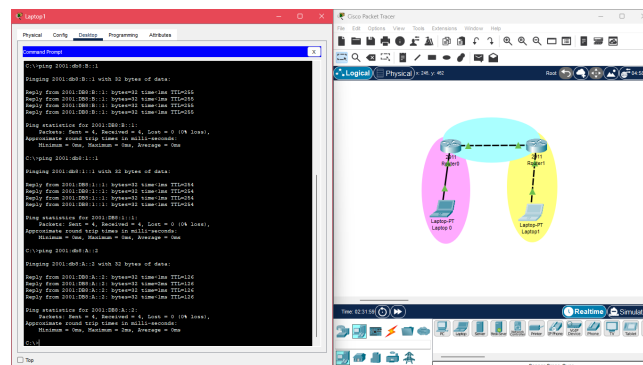 Laptop1
Physical Config Desktop Programming Attributes
Command Prompt
X
C:\>ping 2001:db8:B::1
Pinging 2001:db8:B::1 with 32 bytes of data:
Reply from 2001:DB8:B::1: bytes=32 time<1ms TTL=255
Reply from 2001:DB8:B::1: bytes=32 time<1ms TTL=255
Reply from 2001:DB8:B::1: bytes=32 time<1ms TTL=255
Reply from 2001:DB8:B::1: bytes=32 time<1ms TTL=255
Ping statistics for 2001:DB8:B::1:
Packets: Sent = 4, Received = 4, Lost = 0 (0% loss),
Approximate round trip times in milli-seconds:
Minimum = 0ms, Maximum = 0ms, Average = 0ms
C:\>ping 2001:db8:1::1
Pinging 2001:db8:1::1 with 32 bytes of data:
Reply from 2001:DB8:1::1: bytes=32 time<1ms TTL=254
Reply from 2001:DB8:1::1: bytes=32 time<1ms TTL=254
Reply from 2001:DB8:1::1: bytes=32 time<1ms TTL=254
Reply from 2001:DB8:1::1: bytes=32 time<1ms TTL=254
Ping statistics for 2001:DB8:1::1:
Packets: Sent = 4, Received = 4, Lost = 0 (0% loss),
Approximate round trip times in milli-seconds:
Minimum = 0ms, Maximum = 0ms, Average = 0ms
C:\>ping 2001:db8:A::2
Pinging 2001:db8:A::2 with 32 bytes of data:
Reply from 2001:DB8:A::2: bytes=32 time<1ms TTL=126
Reply from 2001:DB8:A::2: bytes=32 time<1ms TTL=126
Reply from 2001:DB8:A::2: bytes=32 time<1ms TTL=126
Ping statistics for 2001:DB8:A::2:
Packets: Sent = 4, Received = 4, Lost = 0 (0% loss),
Approximate round trip times in milli-seconds:
Minimum = 0ms, Maximum = 2ms, Average = 0ms
C:\>
Top
Cisco Packet Tracer
File Edit Options View Tools Extensions Window Help
Logical Physical x: 245, y: 462 Root
2911
Router0
2911
Router1
Laptop-PT
Laptop 0
Laptop-PT
Laptop1
Time: 02:31:59
Realtime Simulat